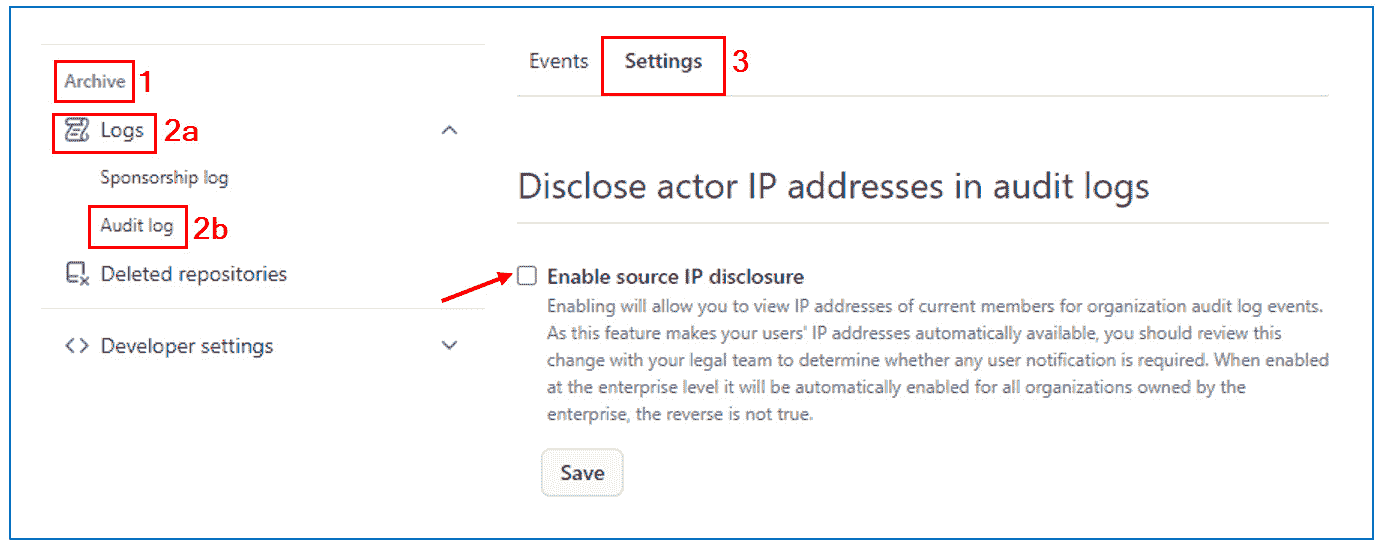 Archive 1
Logs 2a
Sponsorship log
Audit log 2b
Deleted repositories
Developer settings
Events Settings 3
Disclose actor IP addresses in audit logs
Enable source IP disclosure
Enabling will allow you to view IP addresses of current members for organization audit log events.
As this feature makes your users' IP addresses automatically available, you should review this
change with your legal team to determine whether any user notification is required. When enabled
at the enterprise level it will be automatically enabled for all organizations owned by the
enterprise, the reverse is not true.
Save